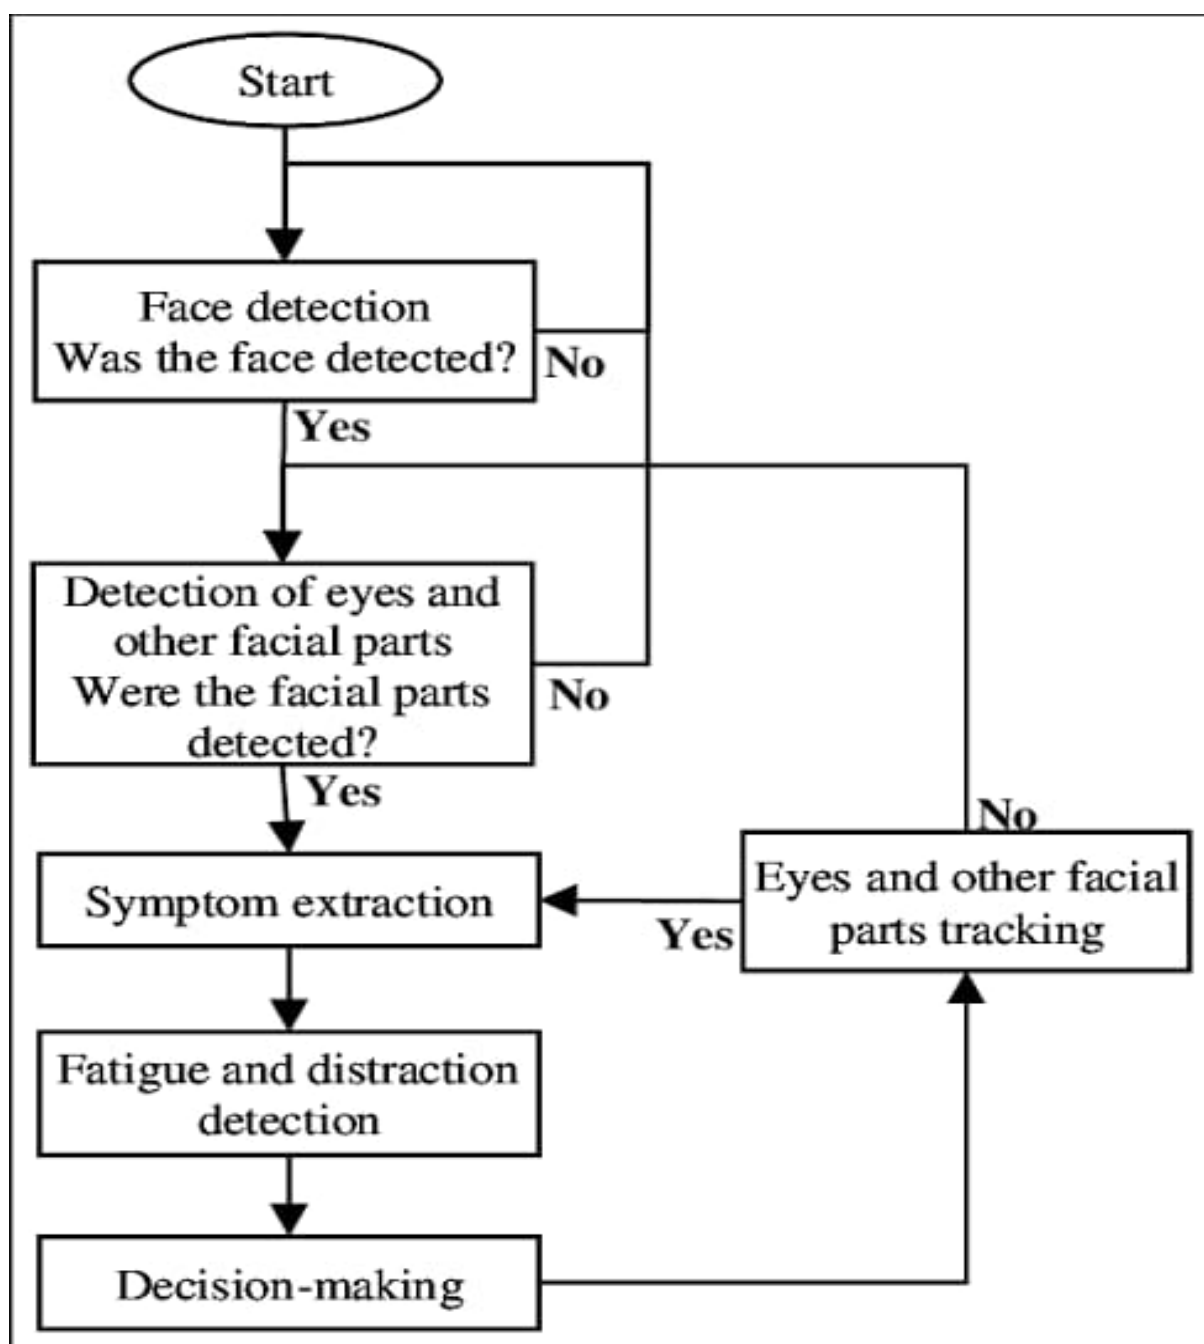 Start
Face detection
Was the face detected?
No
Yes
Detection of eyes and
other facial parts
Were the facial parts
detected?
No
Yes
Symptom extraction
Fatigue and distraction
detection
Decision-making
No
Eyes and other facial
parts tracking
Yes